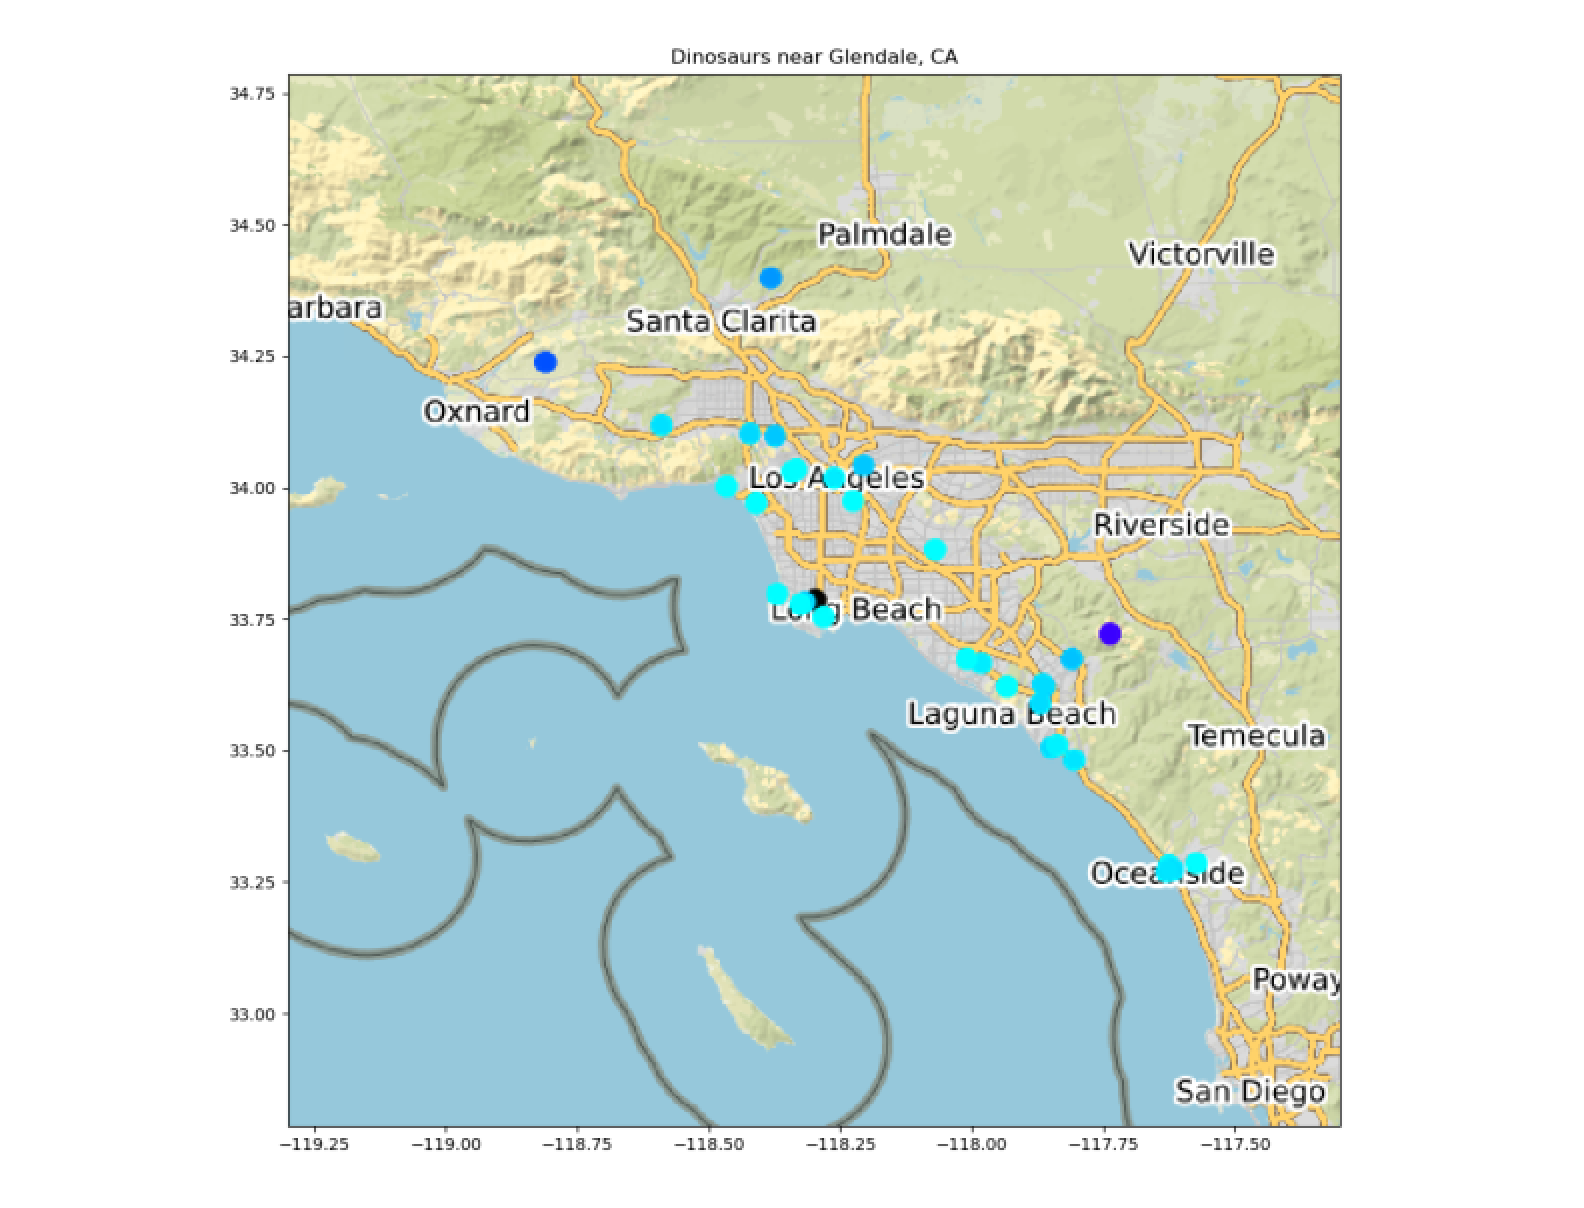 Dinosaurs near Glendale, CA
34.75
34.50
34.25
34.00
33.75
33.50
33.25
33.00
Palmdale
Victorville
arbara
Santa Clarita
Oxnard
Los Angeles
Riverside
Long Beach
Laguna Beach
Temecula
Oceanside
Poway
San Diego
−119.25 −119.00 −118.75 −118.50 −118.25 −118.00 −117.75 −117.50